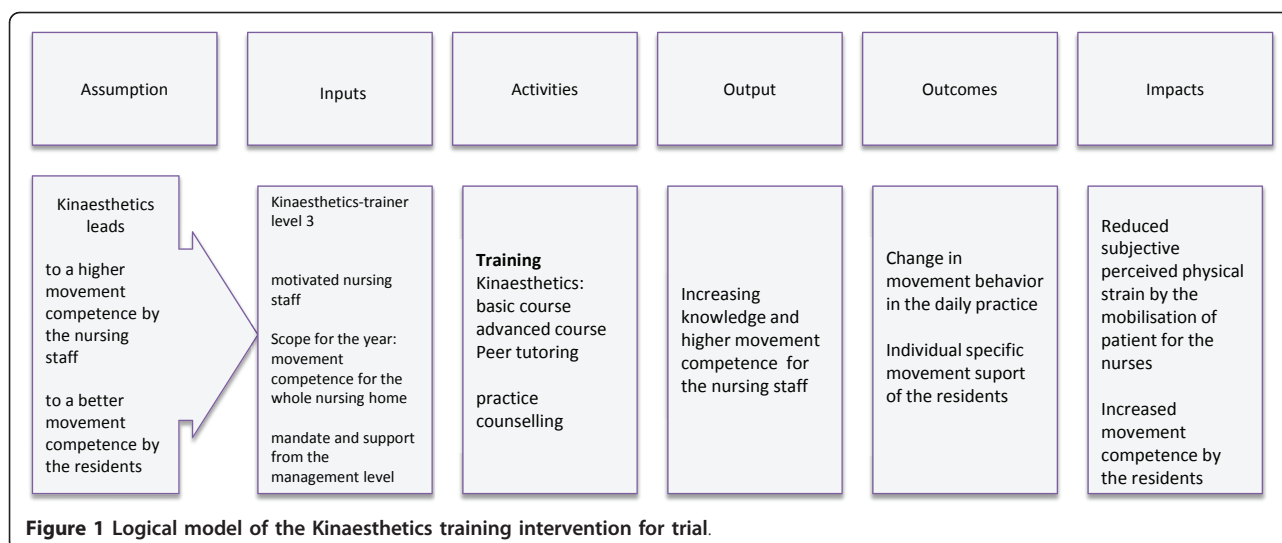 Assumption
Inputs
Activities
Output
Outcomes
Impacts
Kinaesthetics
leads
to a higher
movement
competence by
the nursing
staff
to a better
movement
competence by
the residents
Kinaesthetics-trainer
level 3
motivated nursing
staff
Scope for the year:
movement
competence for the
whole nursing home
mandate and support
from the
management level
Training
Kinaesthetics:
basic course
advanced course
Peer tutoring
practice
counselling
Increasing
knowledge and
higher movement
competence for
the nursing staff
Change in
movement behavior
in the daily practice
Individual specific
movement suport
of the residents
Reduced
subjective
perceived physical
strain by the
mobilisation of
patient for the
nurses
Increased
movement
competence by
the residents
Figure 1 Logical model of the Kinaesthetics training intervention for trial.